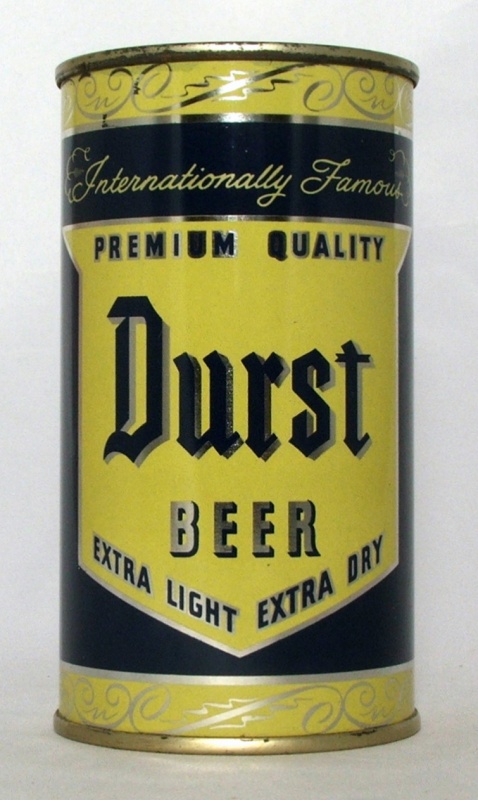 Internationally Famous
PREMIUM QUALITY
Durst
BEER
EXTRA LIGHT EXTRA DRY